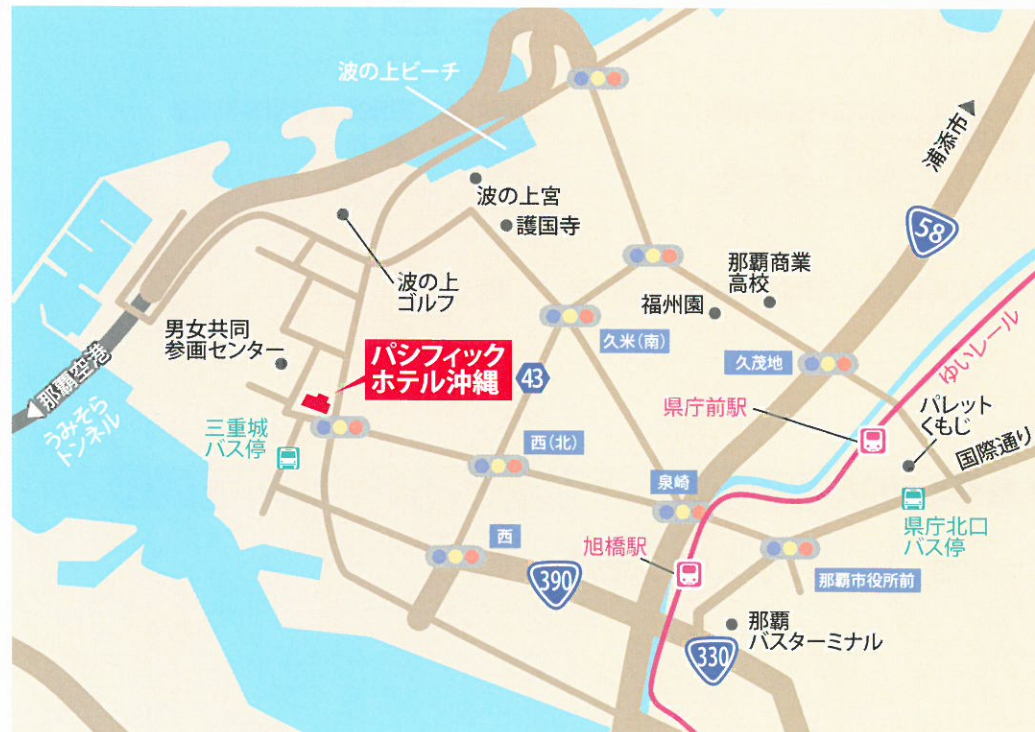 波の上ビーチ
浦添市
58
波の上宮
護国寺
那覇商業
高校
福州園
波の上
ゴルフ
久米(南)
久茂地
ゆいレール
男女共同
参画センター
パシフィック
ホテル沖縄
43
県庁前駅
パレット
くもじ
国際通り
那覇空港
うみそら
トンネル
三重城
バス停
西(北)
泉崎
県庁北口
バス停
西
旭橋駅
390
那覇市役所前
那覇
バスターミナル
330